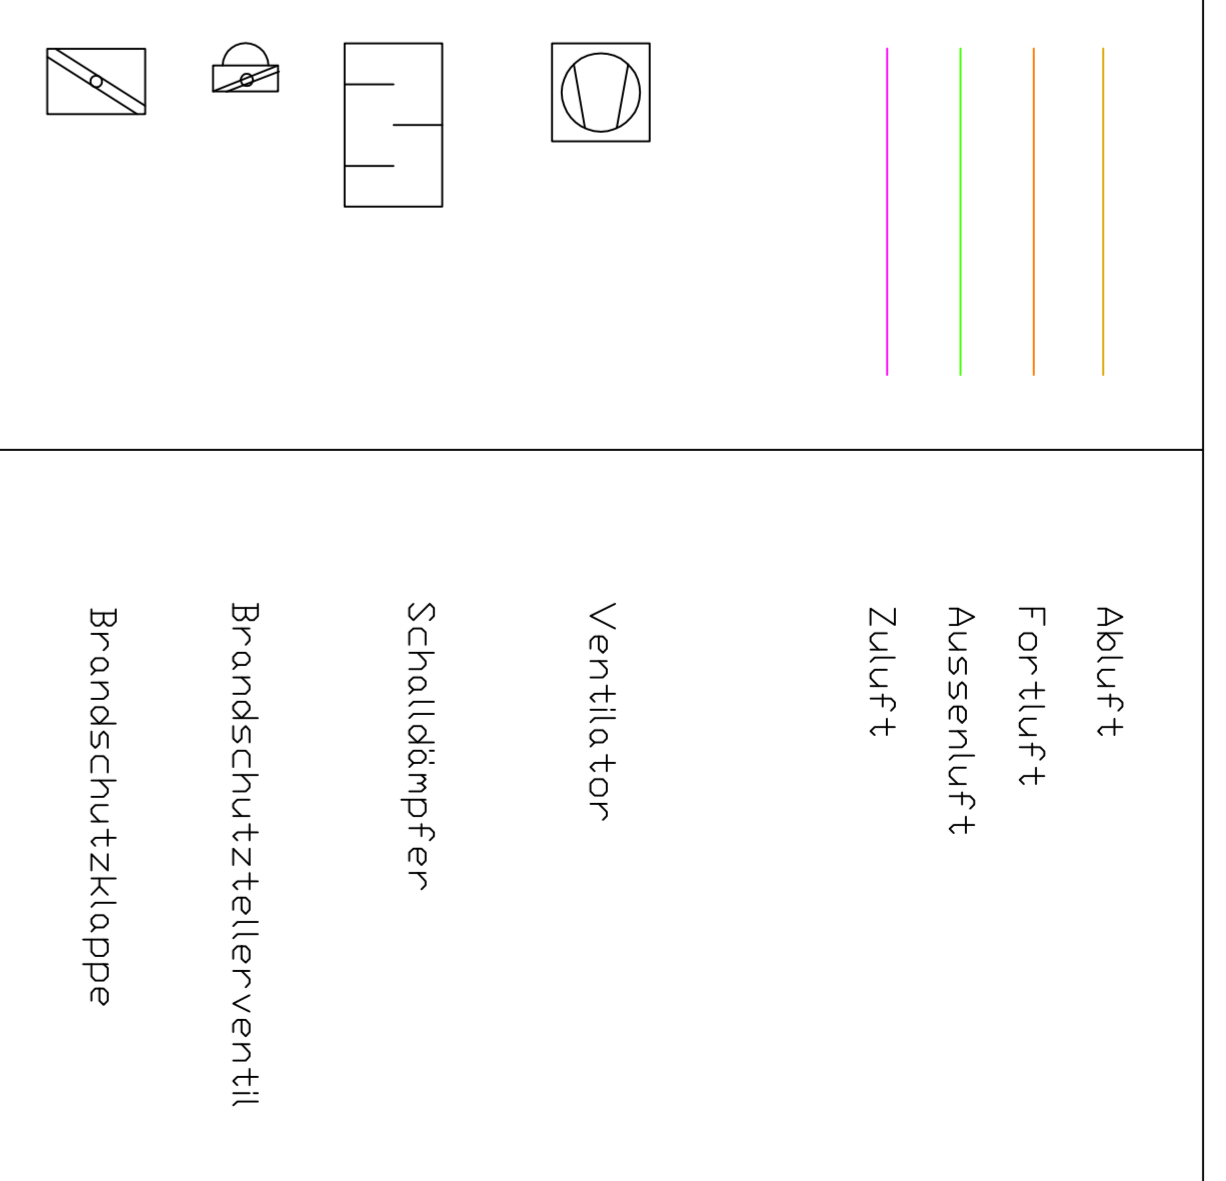 Abluft
Fortluft
Aussenluft
Zuluft
Ventilator
Schalldämpfer
Brandschutztellerventil
Brandschutzklappe